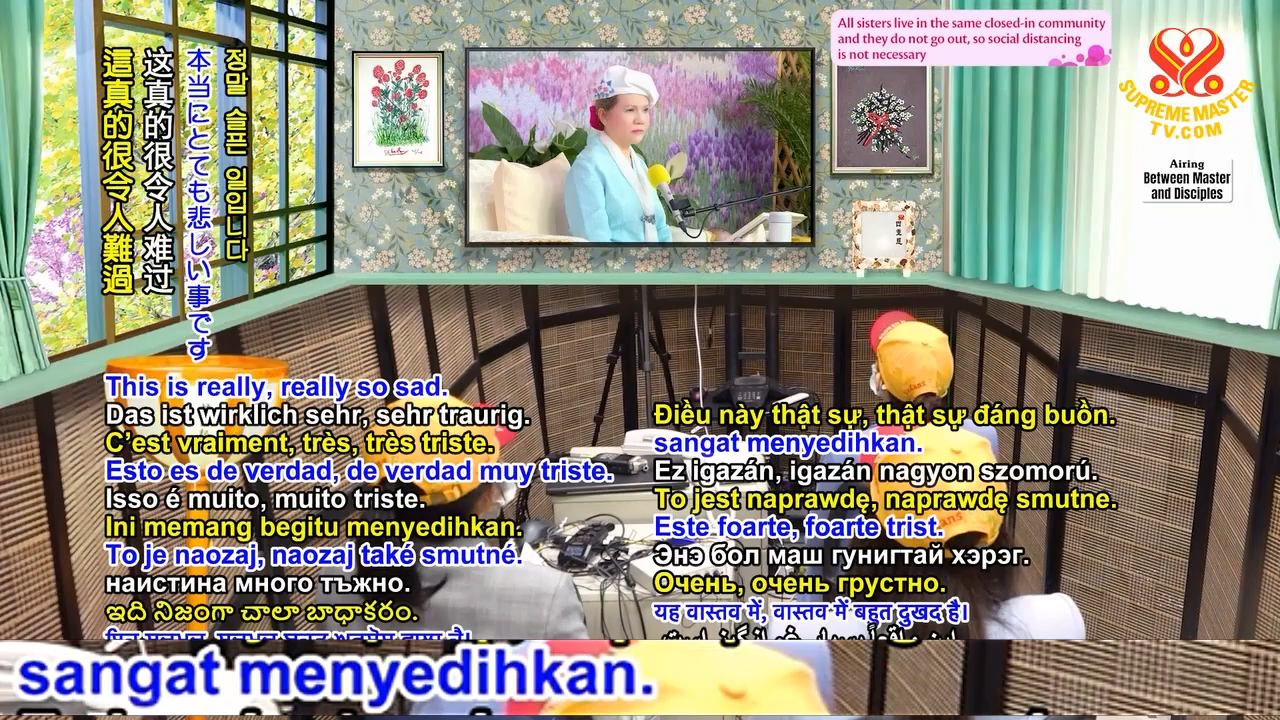 All sisters live in the same closed-in community
and they do not go out, so social distancing
is not necessary
SUPREME MASTER
TV.COM
Airing
Between Master
and Disciples
정말 슬픈 일입니다
本当にとても悲しい事です
这真的很令人难过
這真的很令人難過
This is really, really so sad.
Das ist wirklich sehr, sehr traurig.
C’est vraiment, très, très triste.
Esto es de verdad, de verdad muy triste.
Isso é muito, muito triste.
Ini memang begitu menyedihkan.
To je naozaj, naozaj také smutné.
наистина много тъжно.
ఇది నిజంగా చాలా బాధాకరం.
Điều này thật sự, thật sự đáng buồn.
sangat menyedihkan.
Ez igazán, igazán nagyon szomorú.
To jest naprawdę, naprawdę smutne.
Este foarte, foarte trist.
Энэ бол маш гунигтай хэрэг.
Очень, очень грустно.
यह वास्तव में, वास्तव में बहुत दुखद है।
sangat menyedihkan.